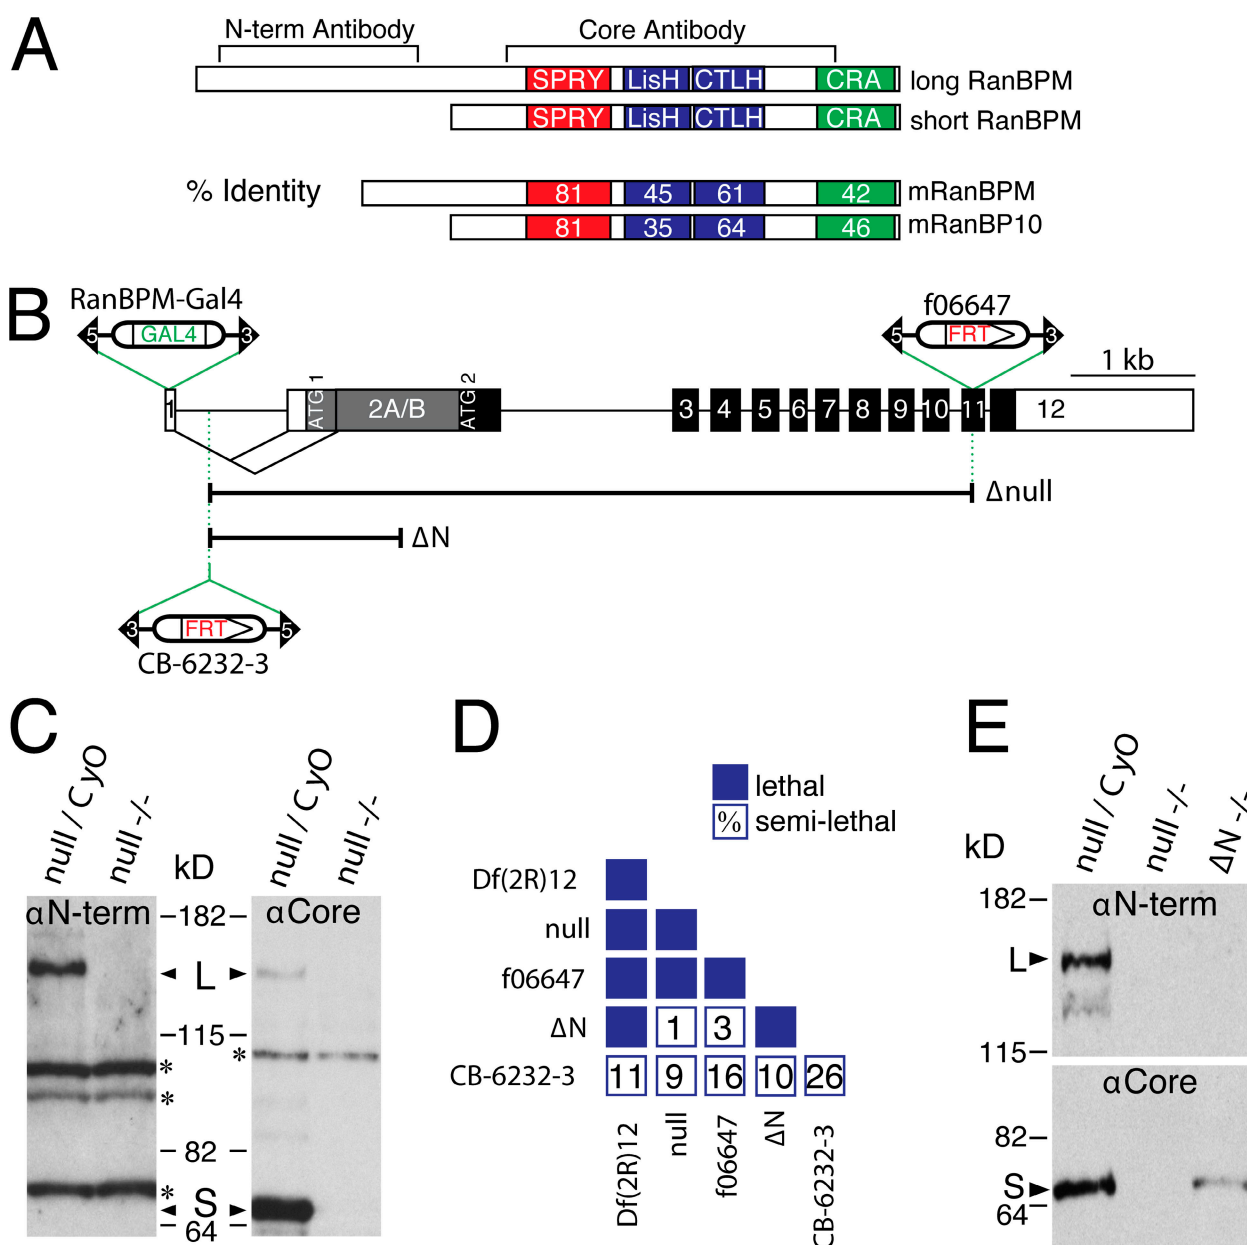 A
N-term Antibody
Core Antibody
SPRY LisH CTLH CRA long RanBPM
SPRY LisH CTLH CRA short RanBPM
% Identity
81 45 61 42 mRanBPM
81 35 64 46 mRanBP10
B
RanBPM-Gal4
5 GAL4 3
f06647
5 FRT 3
1 kb
1 ATG 1 2A/B ATG 2 3 4 5 6 7 8 9 10 11 12
Δnull
ΔN
3 FRT 5
CB-6232-3
C
null / CyO
null -/-
kD
null / CyO
null -/-
αN-term
αCore
182
L
115
*
*
*
82
*
S
64
D
lethal
% semi-lethal
Df(2R)12
null
f06647
ΔN 1 3
CB-6232-3 11 9 16 10 26
Df(2R)12
null
f06647
ΔN
CB-6232-3
E
null / CyO
null -/-
ΔN -/-
kD
182
αN-term
L
115
αCore
82
S
64